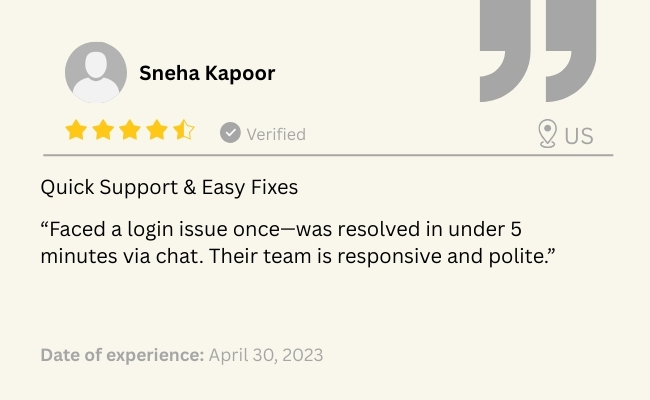 Sneha Kapoor
Verified
US
Quick Support & Easy Fixes
“Faced a login issue once—was resolved in under 5
minutes via chat. Their team is responsive and polite.”
Date of experience: April 30, 2023